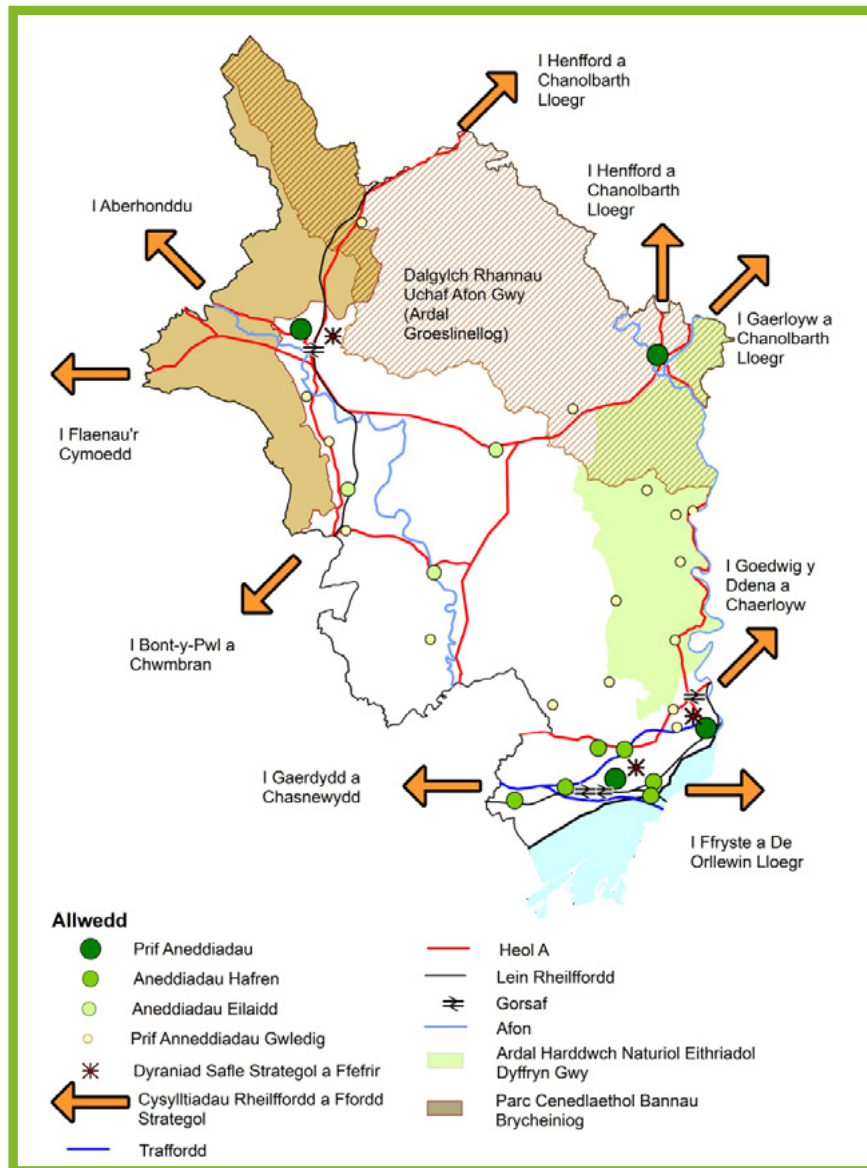 I Henfford a
Chanolbarth
Lloegr
I Henfford a
Chanolbarth
Lloegr
I Aberhonddu
Dalgylch Rhannau
Uchaf Afon Gwy
(Ardal
Groeslinellog)
I Gaerloyw a
Chanolbarth
Lloegr
I Flaenau'r
Cymoedd
I Goedwig y
Ddena a
Chaerloyw
I Bont-y-Pwl a
Chwmbran
I Gaerdydd a
Chasnewydd
I Ffryste a De
Orllewin Lloegr
Allwedd
Prif Aneddiadau
Aneddiadau Hafren
Aneddiadau Eilaidd
Prif Anneddiadau Gwledig
Dyraniad Safle Strategol a Ffefrir
Cysylltiadau Rheilffordd a Ffordd
Strategol
Traffordd
Heol A
Lein Rheilffordd
Gorsaf
Afon
Ardal Harddwch Naturiol Eithriadol
Dyffryn Gwy
Parc Cenedlaethol Bannau
Brycheiniog